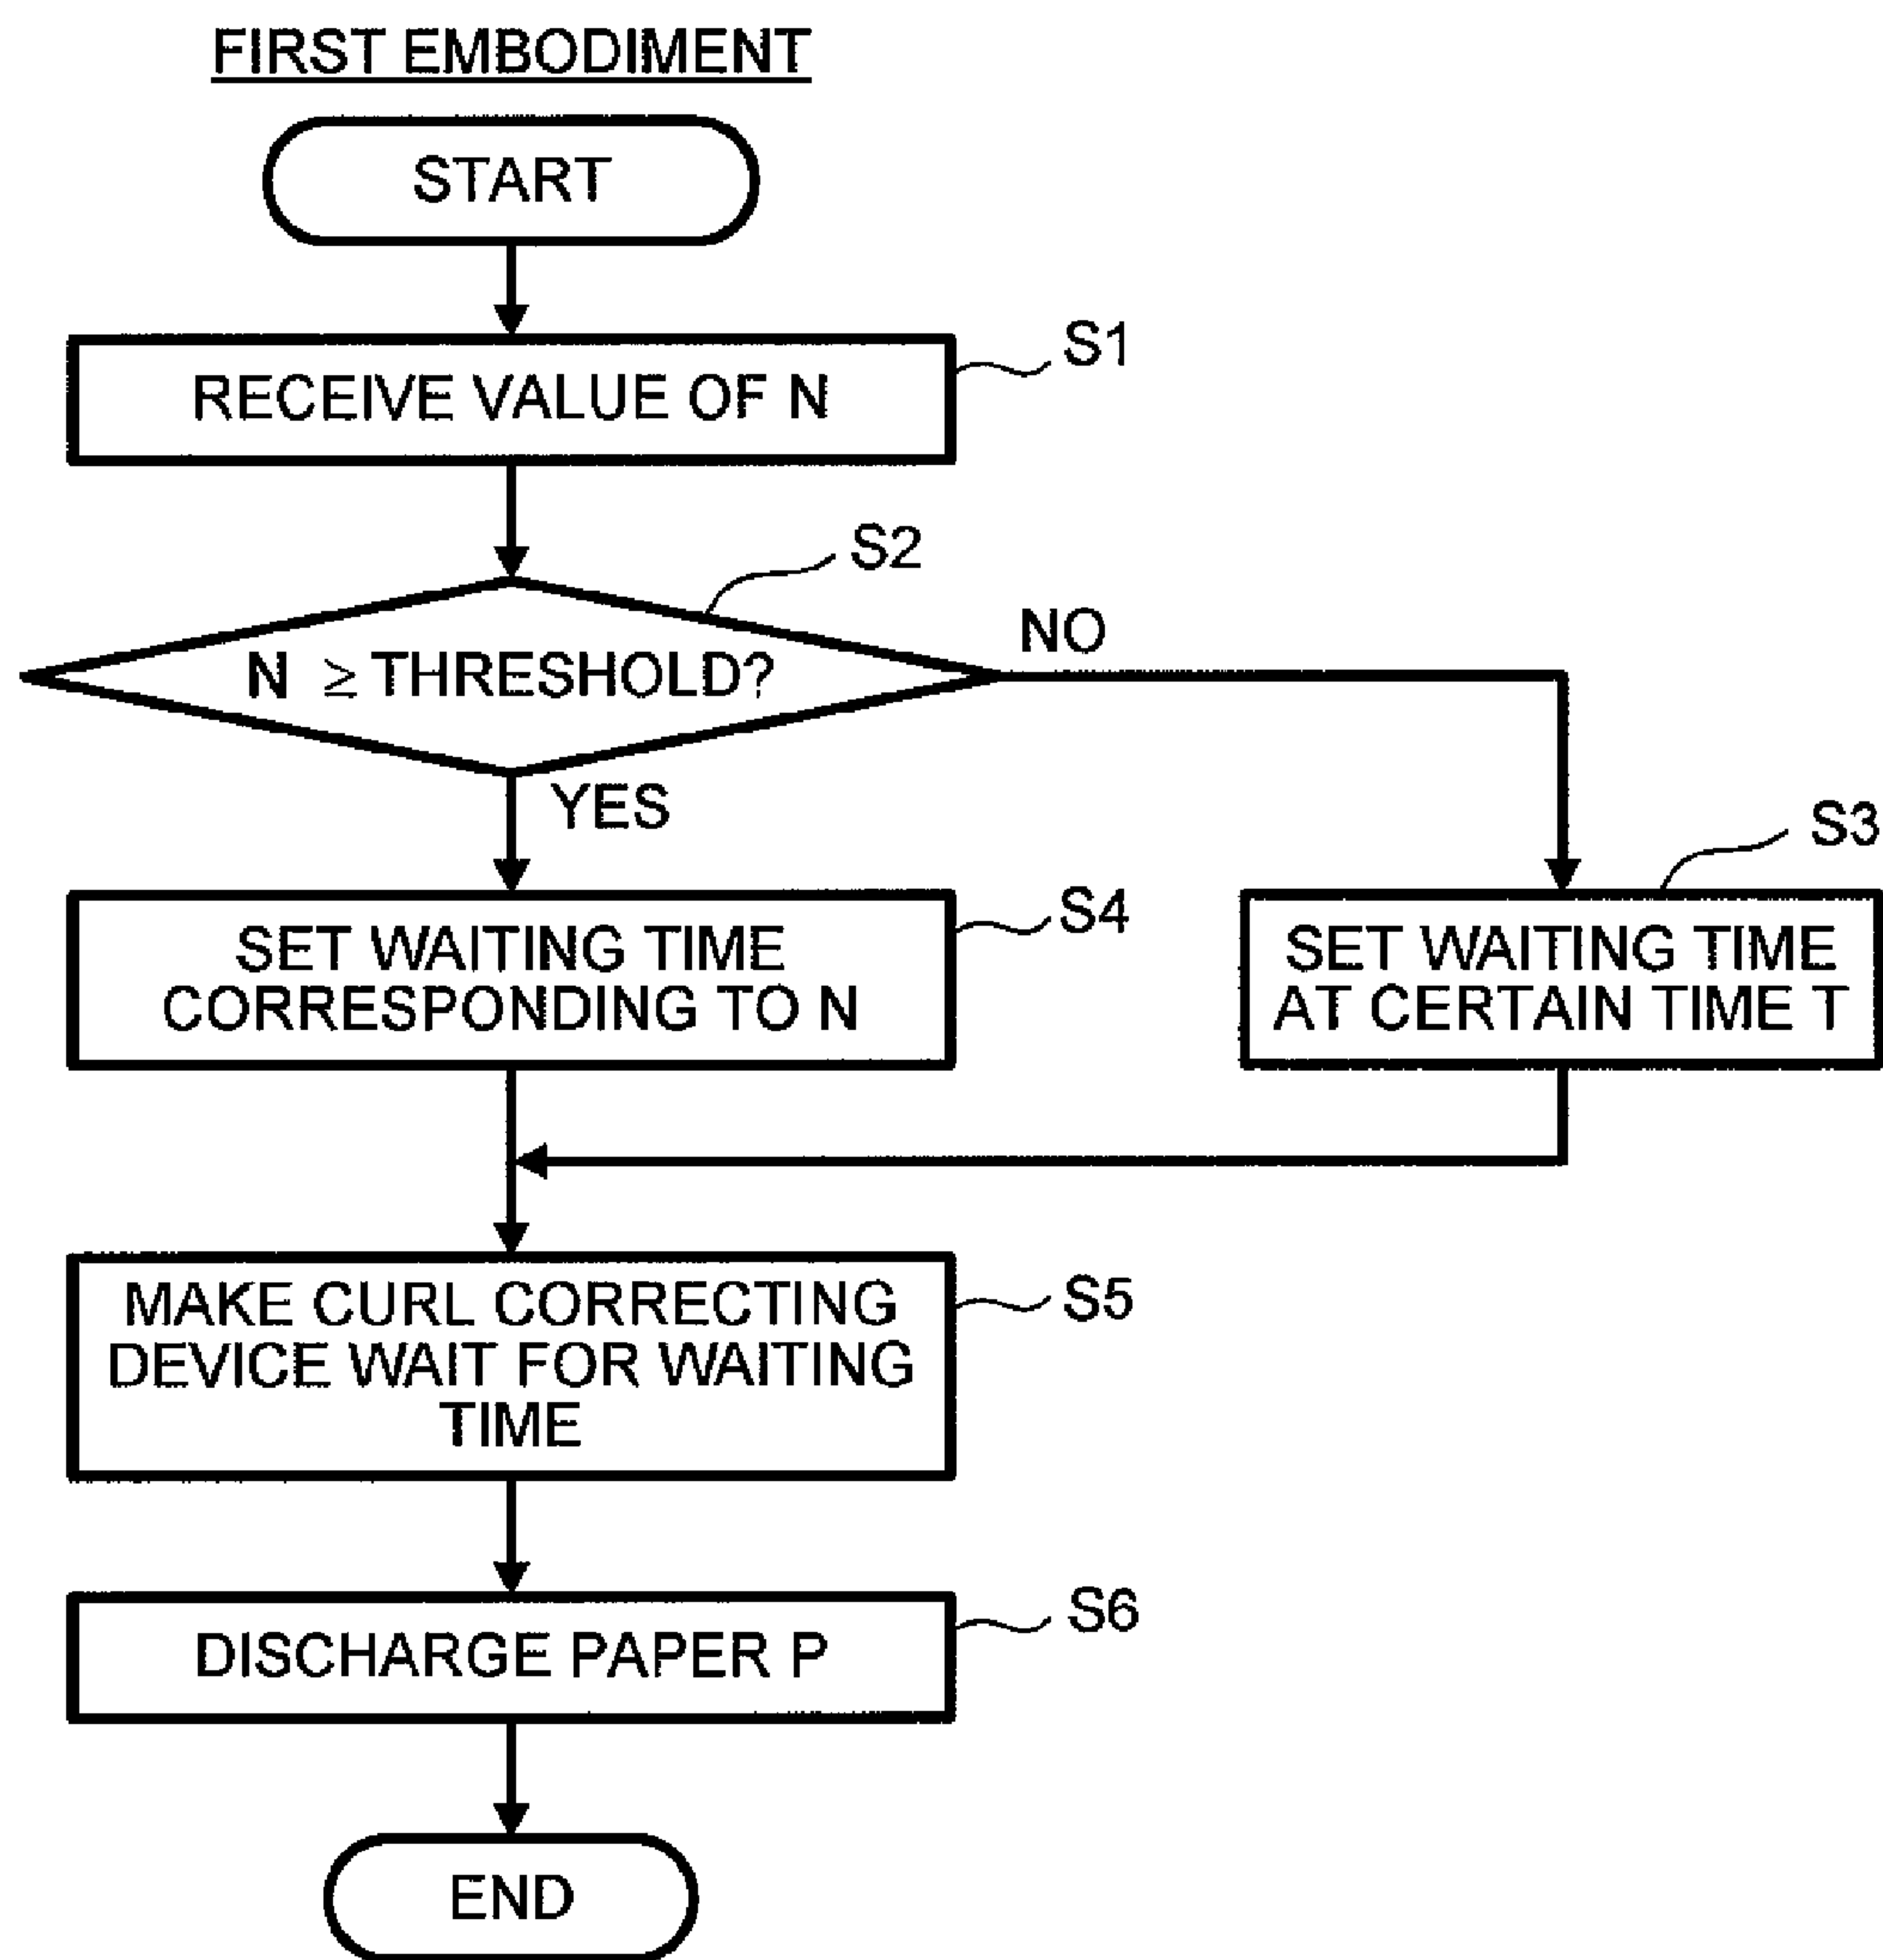 FIRST EMBODIMENT
START
S1
RECEIVE VALUE OF N
S2
N ≥ THRESHOLD?
NO
YES
S3
S4
SET WAITING TIME
CORRESPONDING TO N
SET WAITING TIME
AT CERTAIN TIME T
S5
MAKE CURL CORRECTING
DEVICE WAIT FOR WAITING
TIME
S6
DISCHARGE PAPER P
END